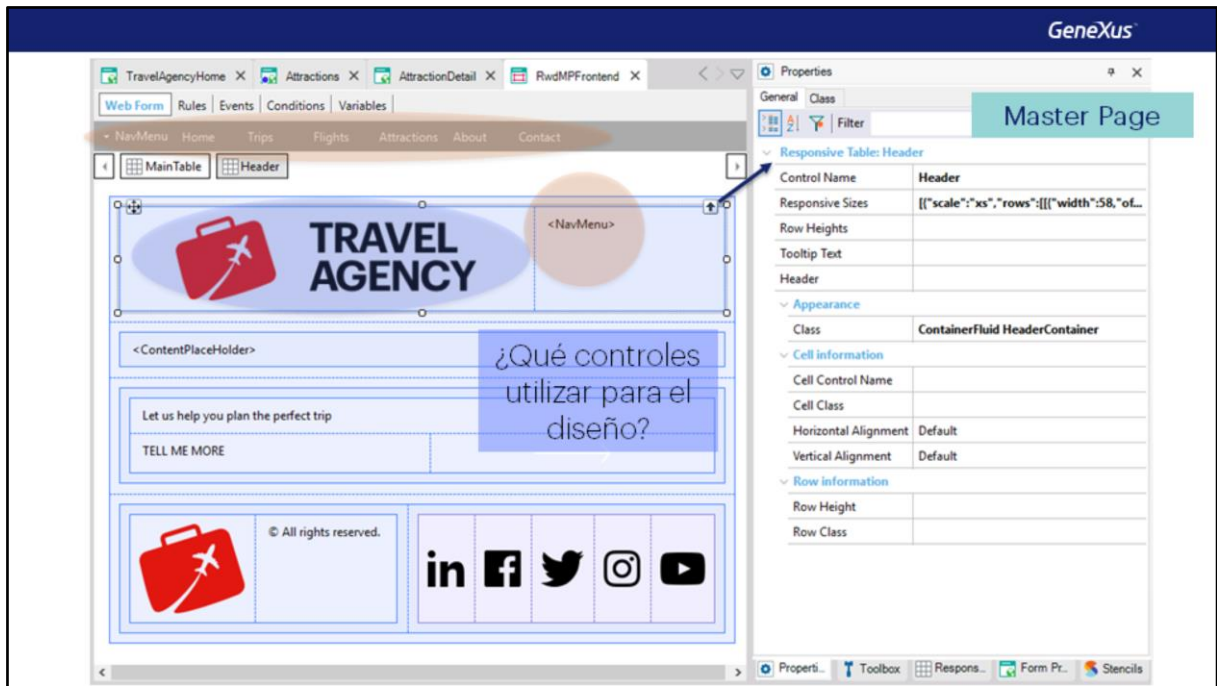 GeneXus™
TravelAgencyHome X Attractions X AttractionDetail X RwdMPFrontend X
Web Form Rules Events Conditions Variables
NavMenu Home Trips Flights Attractions About Contact
MainTable Header
TRAVEL
AGENCY
<NavMenu>
<ContentPlaceHolder>
Let us help you plan the perfect trip
TELL ME MORE
¿Qué controles
utilizar para el
diseño?
© All rights reserved.
in
Properties
General Class
Filter
Master Page
Responsive Table: Header
Control Name Header
Responsive Sizes [{"scale":"xs","rows":[[{"width":58,"of...
Row Heights
Tooltip Text
Header
Appearance
Class ContainerFluid HeaderContainer
Cell information
Cell Control Name
Cell Class
Horizontal Alignment Default
Vertical Alignment Default
Row information
Row Height
Row Class
Properti... Toolbox Respons... Form Pr... Stencils